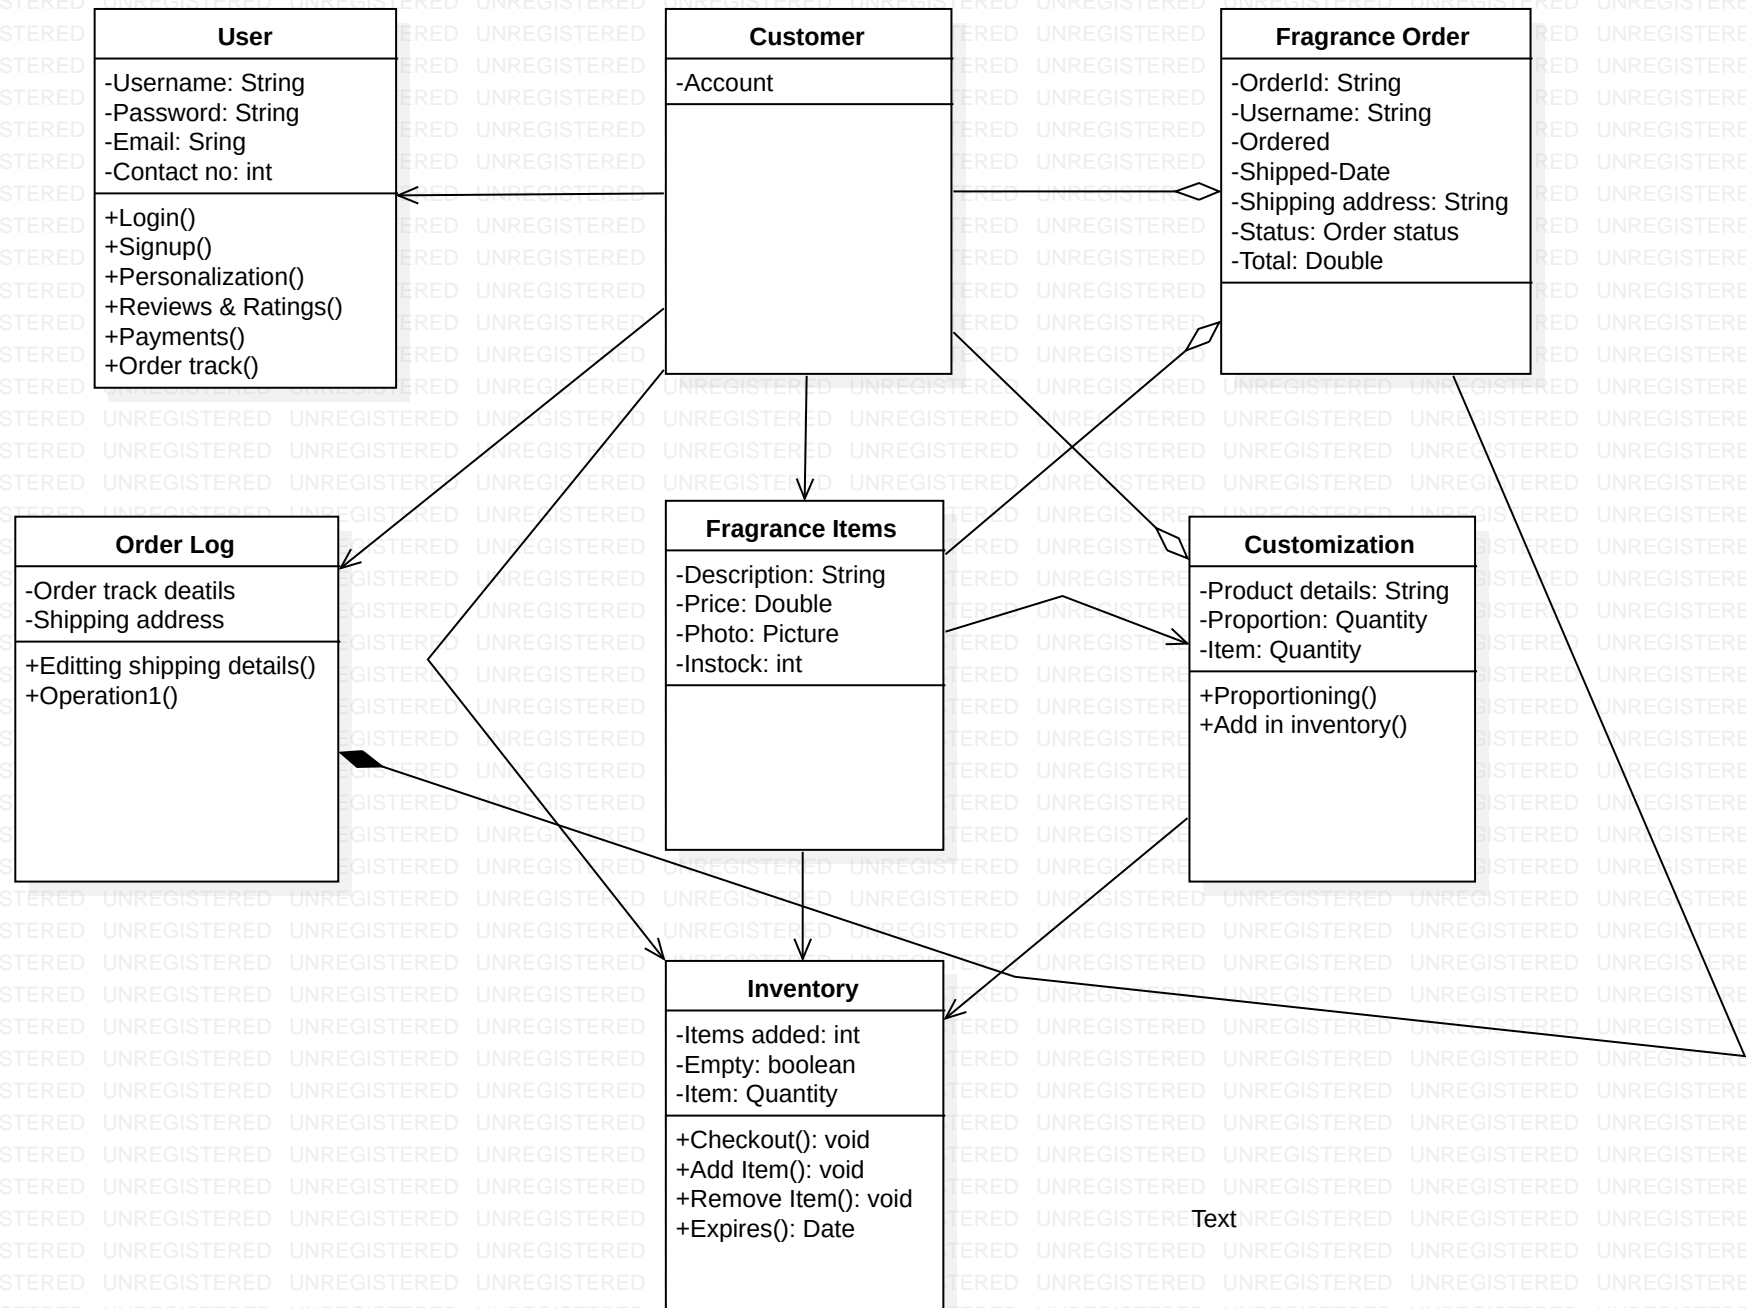 User
-Username: String
-Password: String
-Email: Sring
-Contact no: int
+Login()
+Signup()
+Personalization()
+Reviews & Ratings()
+Payments()
+Order track()
Customer
-Account
Fragrance Order
-OrderId: String
-Username: String
-Ordered
-Shipped-Date
-Shipping address: String
-Status: Order status
-Total: Double
Order Log
-Order track deatils
-Shipping address
+Editting shipping details()
+Operation1()
Fragrance Items
-Description: String
-Price: Double
-Photo: Picture
-Instock: int
Customization
-Product details: String
-Proportion: Quantity
-Item: Quantity
+Proportioning()
+Add in inventory()
Inventory
-Items added: int
-Empty: boolean
-Item: Quantity
+Checkout(): void
+Add Item(): void
+Remove Item(): void
+Expires(): Date
Text
UNREGISTERED